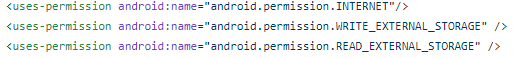 <uses-permission android:name="android.permission.INTERNET"/>
<uses-permission android:name="android.permission.WRITE_EXTERNAL_STORAGE" />
<uses-permission android:name="android.permission.READ_EXTERNAL_STORAGE" />